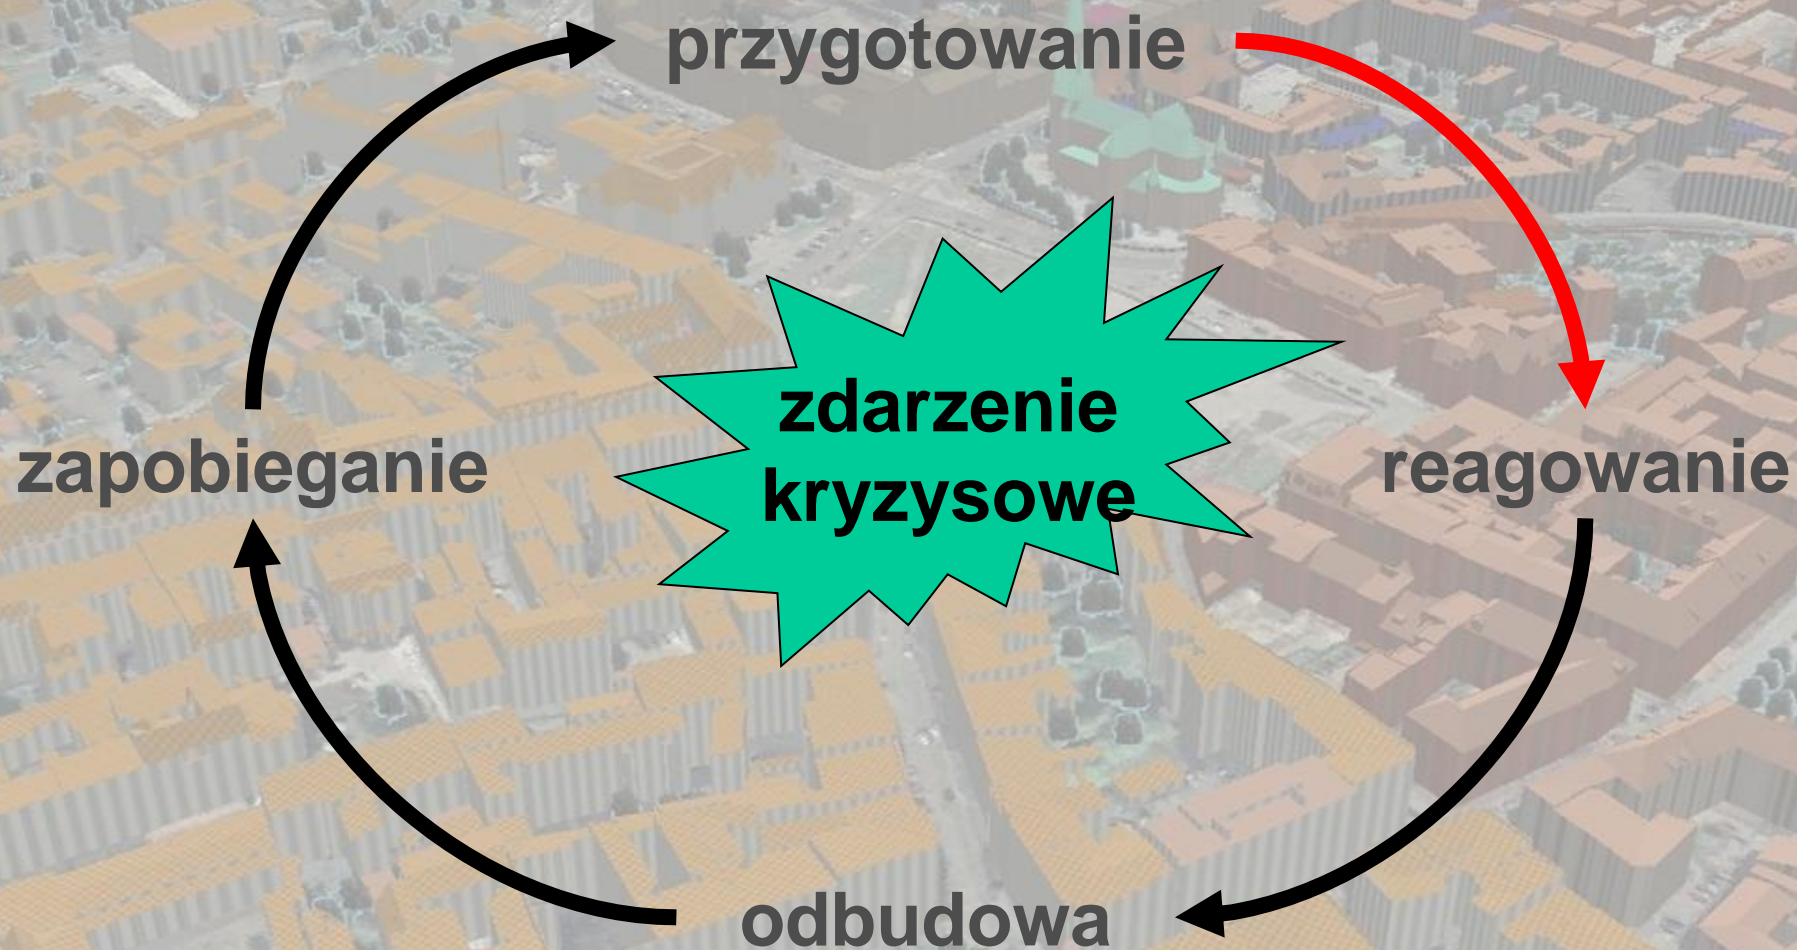 przygotowanie
zdarzenie
kryzysowe
zapobieganie
reagowanie
odbudowa